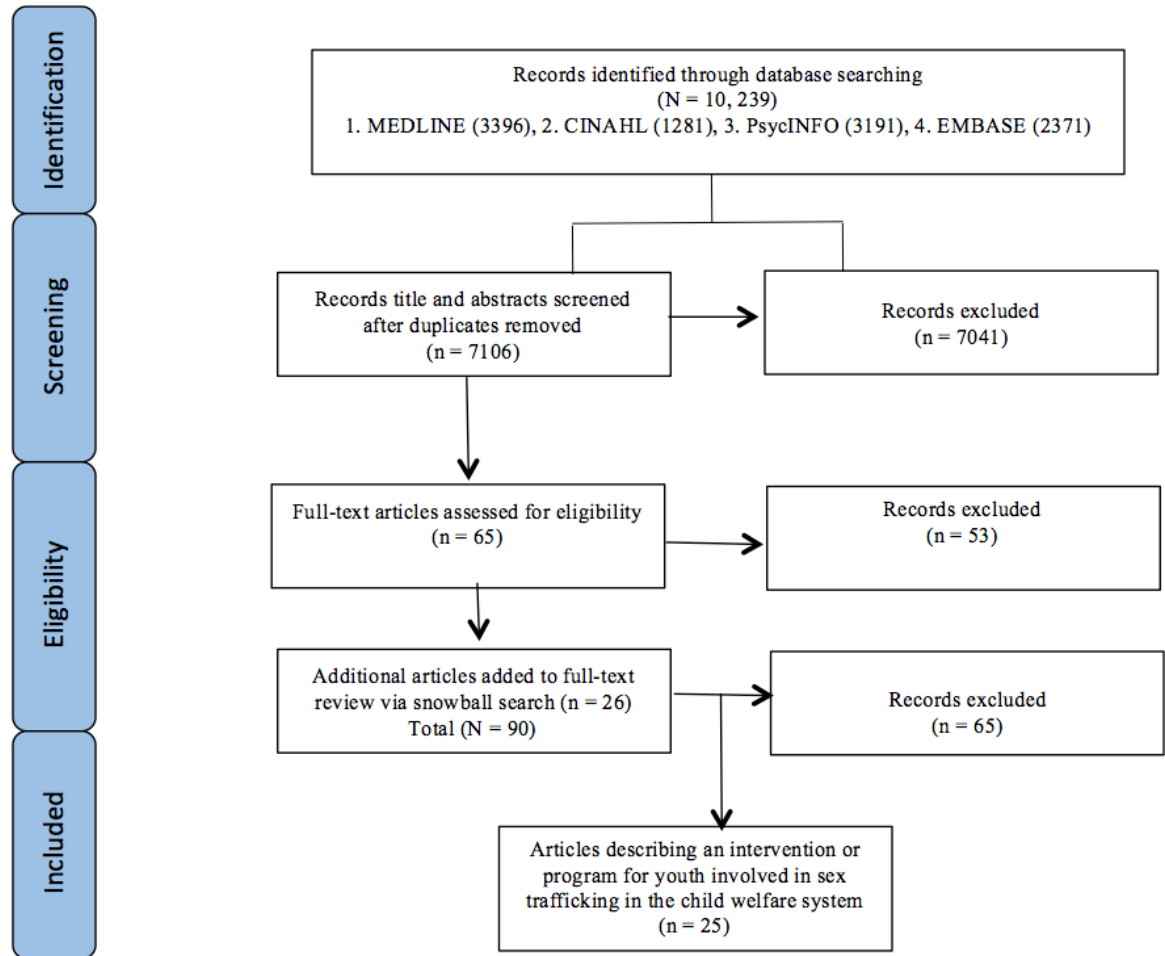 Identification
Records identified through database searching
(N = 10, 239)
1. MEDLINE (3396), 2. CINAHL (1281), 3. PsycINFO (3191), 4. EMBASE (2371)
Screening
Records title and abstracts screened
after duplicates removed
(n = 7106)
Records excluded
(n = 7041)
Eligibility
Full-text articles assessed for eligibility
(n = 65)
Records excluded
(n = 53)
Additional articles added to full-text
review via snowball search (n = 26)
Total (N = 90)
Records excluded
(n = 65)
Included
Articles describing an intervention or
program for youth involved in sex
trafficking in the child welfare system
(n = 25)